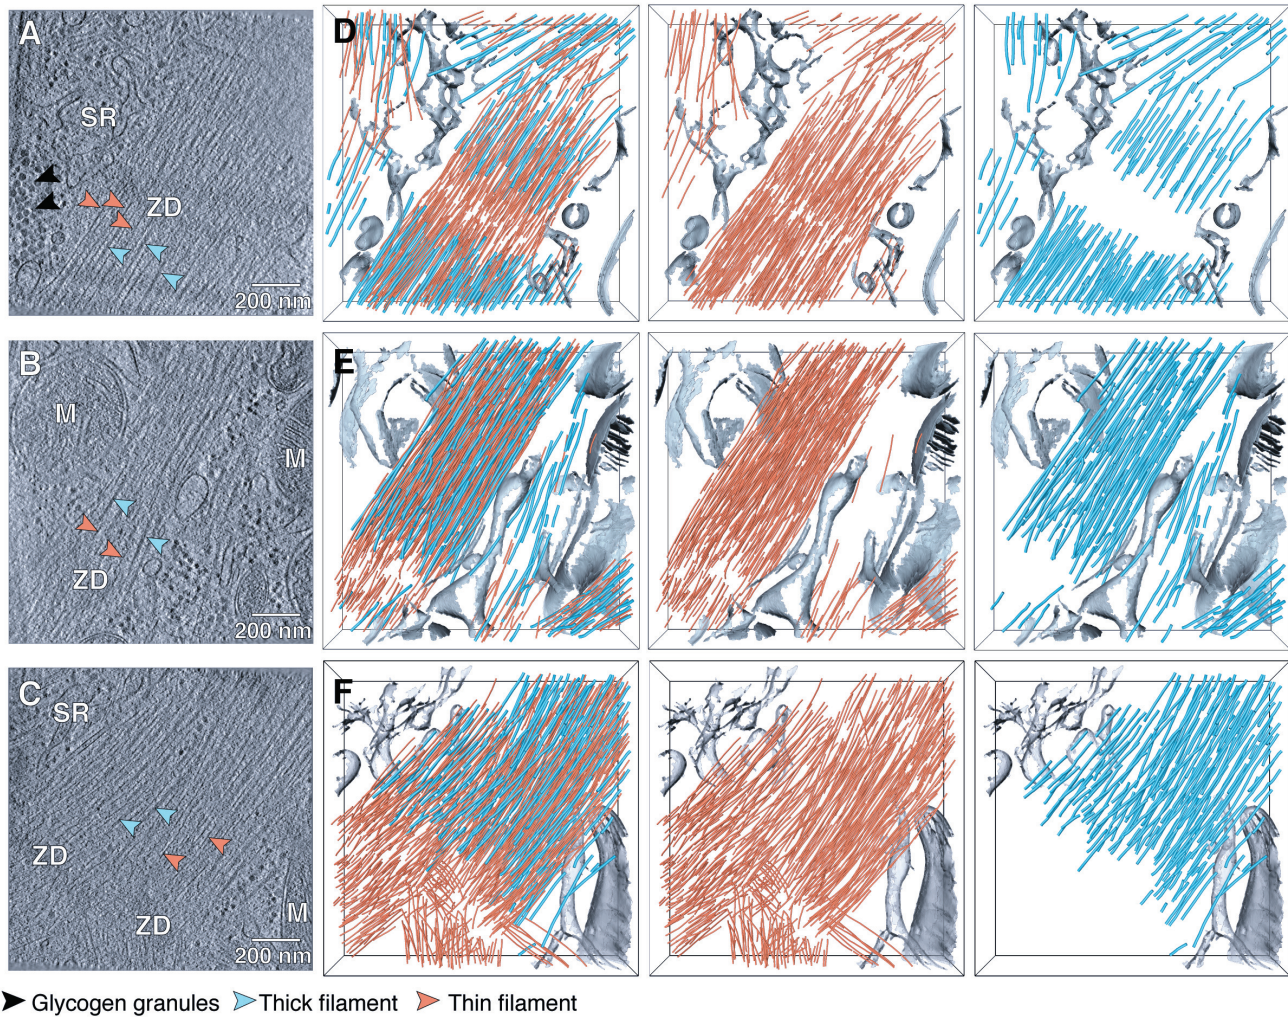 A
SR
ZD
200 nm
D
B
M
M
ZD
200 nm
E
C
SR
ZD
ZD
M
200 nm
F
Glycogen granules Thick filament Thin filament